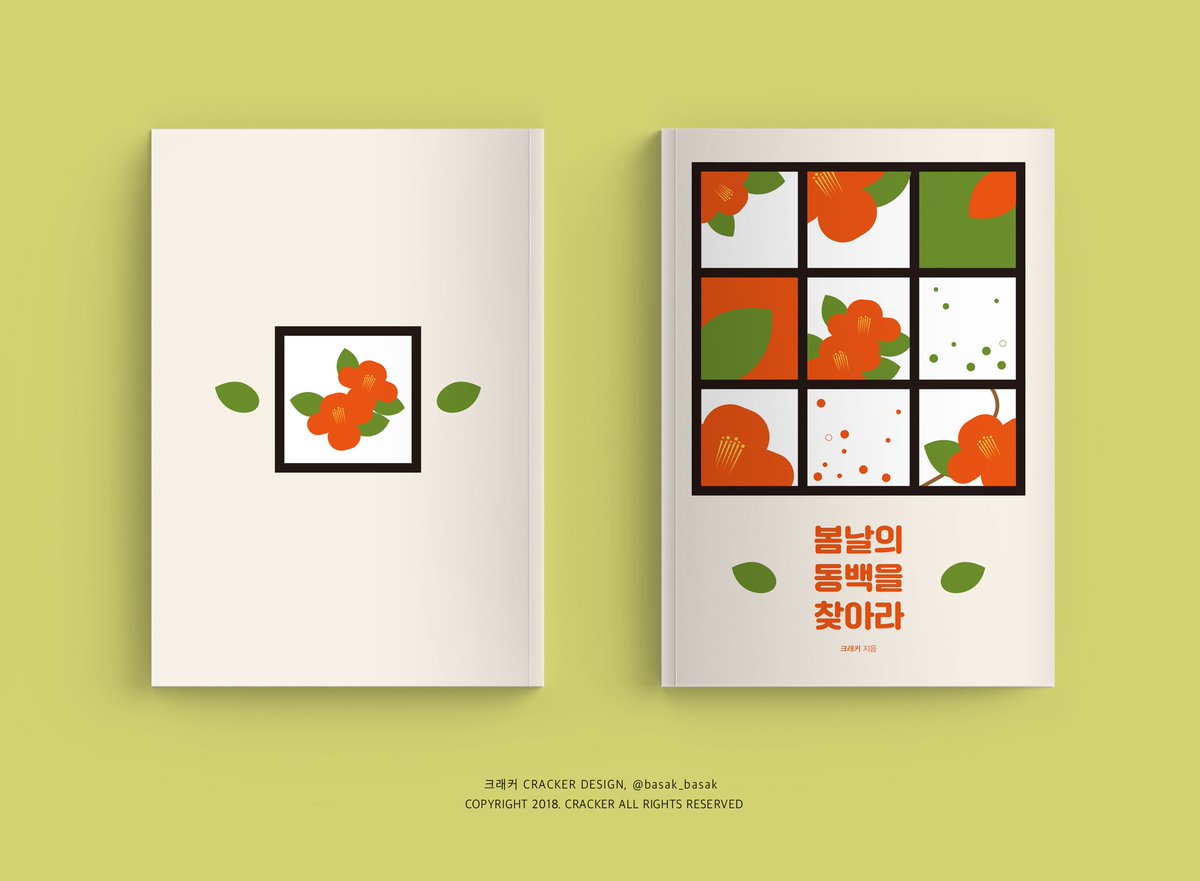 봄날의
동백을
찾아라
크래커 지음
크래커 CRACKER DESIGN, @basak_basak
COPYRIGHT 2018. CRACKER ALL RIGHTS RESERVED